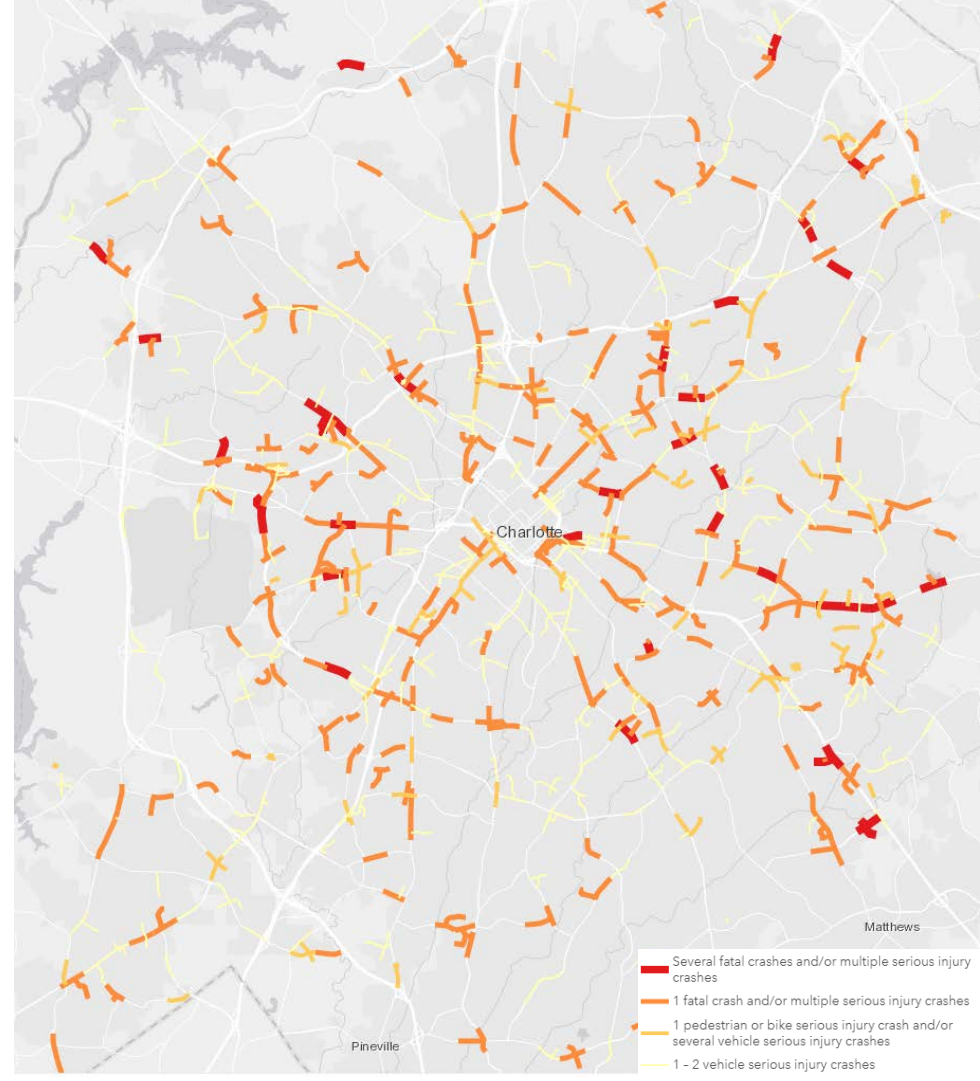 Charlotte
Matthews
Several fatal crashes and/or multiple serious injury
crashes
1 fatal crash and/or multiple serious injury crashes
1 pedestrian or bike serious injury crash and/or
several vehicle serious injury crashes
1 - 2 vehicle serious injury crashes
Pineville